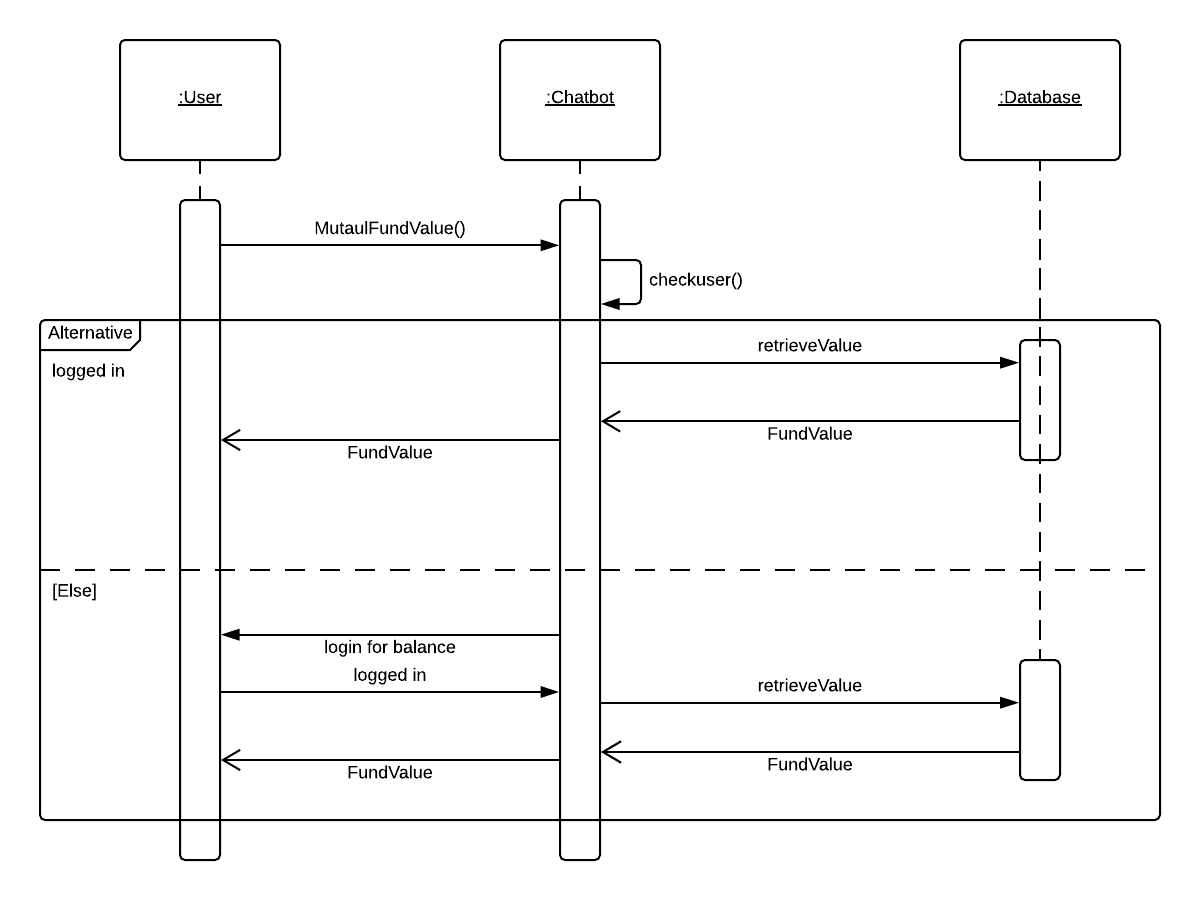 :User
:Chatbot
:Database
MutaulFundValue()
checkuser()
Alternative
logged in
retrieveValue
FundValue
FundValue
[Else]
login for balance
logged in
retrieveValue
FundValue
FundValue